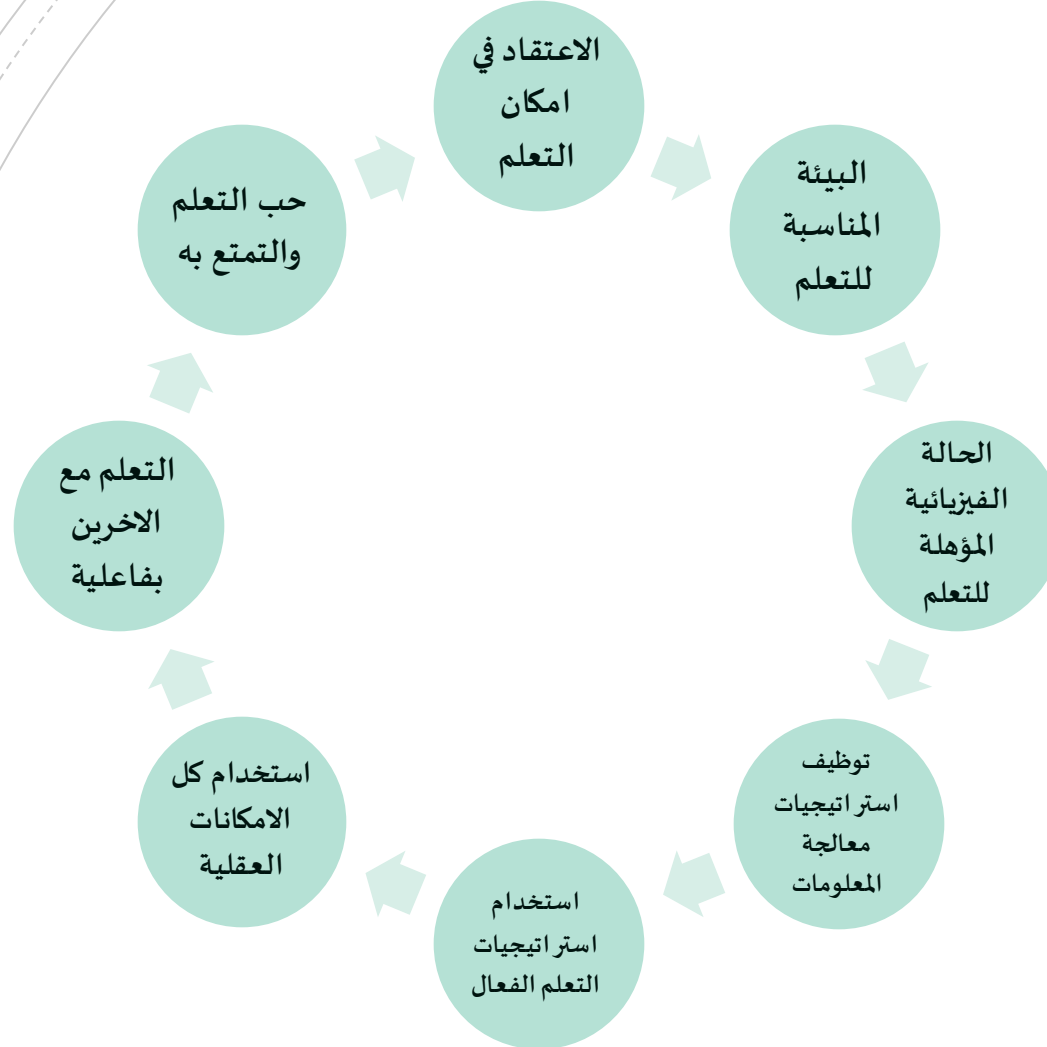 الاعتقاد في
امكان
التعلم
البيئة
المناسبة
للتعلم
الحالة
الفيزيائية
المؤهلة
للتعلم
توظيف
استراتيجيات
معالجة
المعلومات
استخدام
استراتيجيات
التعلم الفعال
استخدام كل
الامكانات
العقلية
التعلم مع
الاخرين
بفاعلية
حب التعلم
والتمتع به